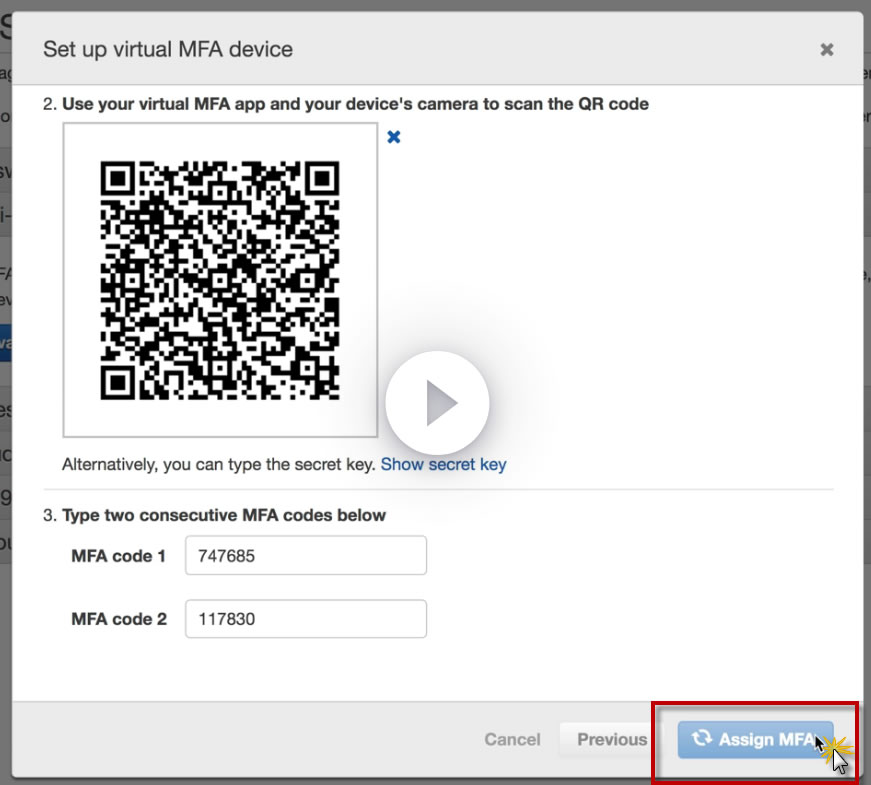 Set up virtual MFA device
2. Use your virtual MFA app and your device's camera to scan the QR code
Alternatively, you can type the secret key. Show secret key
3. Type two consecutive MFA codes below
MFA code 1 747685
MFA code 2 117830
Cancel Previous Assign MFA